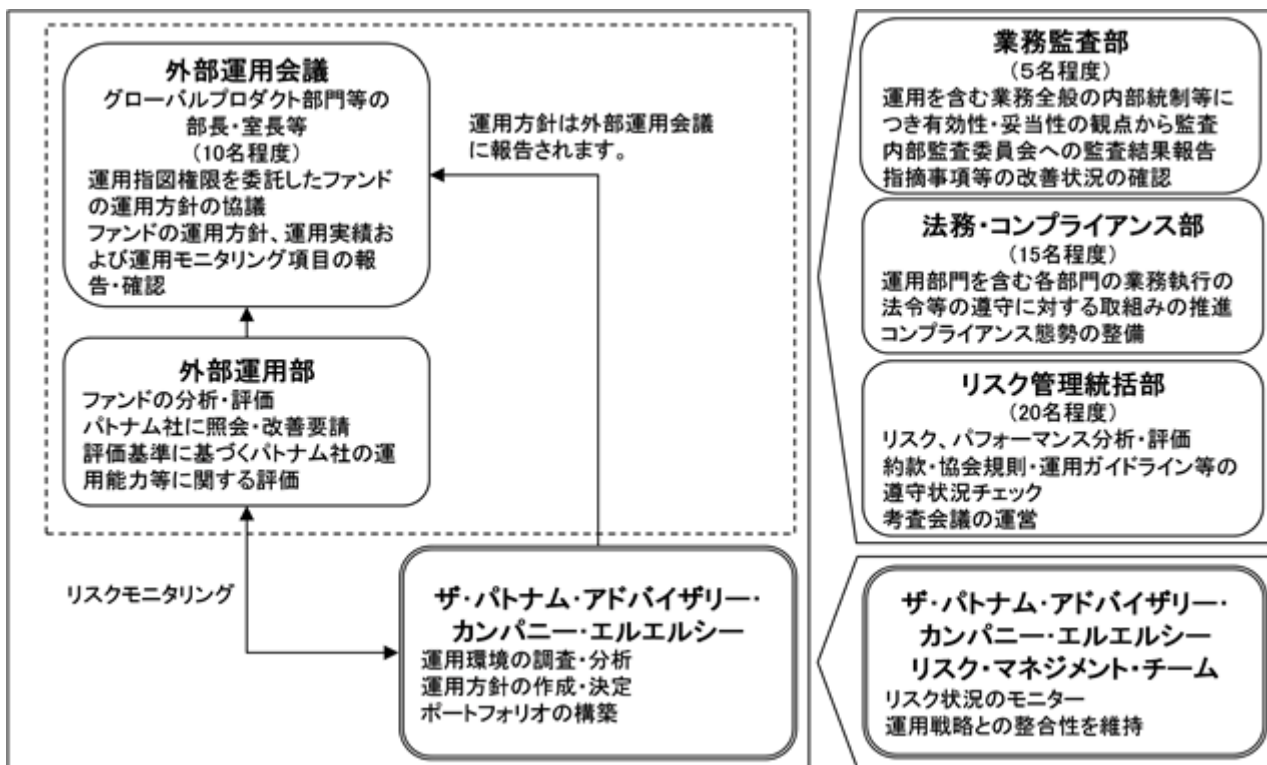 外部運用会議
グローバルプロダクト部門等の
部長・室長等
（10名程度）
運用指図権限を委託したファンド
の運用方針の協議
ファンドの運用方針、運用実績お
よび運用モニタリング項目の報
告・確認
運用方針は外部運用会議
に報告されます。
外部運用部
ファンドの分析・評価
パトナム社に照会・改善要請
評価基準に基づくパトナム社の運
用能力等に関する評価
リスクモニタリング
ザ・パトナム・アドバイザリー・
カンパニー・エルエルシー
運用環境の調査・分析
運用方針の作成・決定
ポートフォリオの構築
業務監査部
（５名程度）
運用を含む業務全般の内部統制等に
つき有効性・妥当性の観点から監査
内部監査委員会への監査結果報告
指摘事項等の改善状況の確認
法務・コンプライアンス部
（15名程度）
運用部門を含む各部門の業務執行の
法令等の遵守に対する取組みの推進
コンプライアンス態勢の整備
リスク管理統括部
（20名程度）
リスク、パフォーマンス分析・評価
約款・協会規則・運用ガイドライン等の
遵守状況チェック
考査会議の運営
ザ・パトナム・アドバイザリー・
カンパニー・エルエルシー
リスク・マネジメント・チーム
リスク状況のモニター
運用戦略との整合性を維持